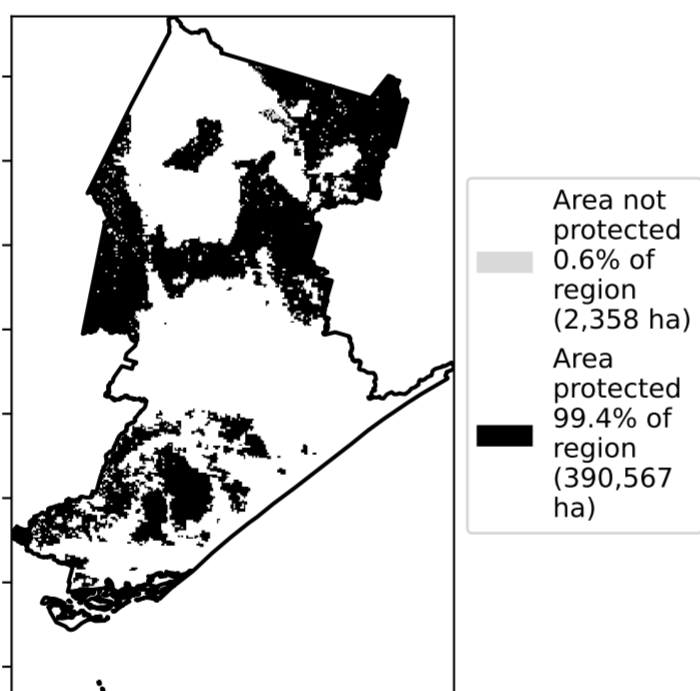 Area not
protected
0.6% of
region
(2,358 ha)
Area
protected
99.4% of
region
(390,567
ha)